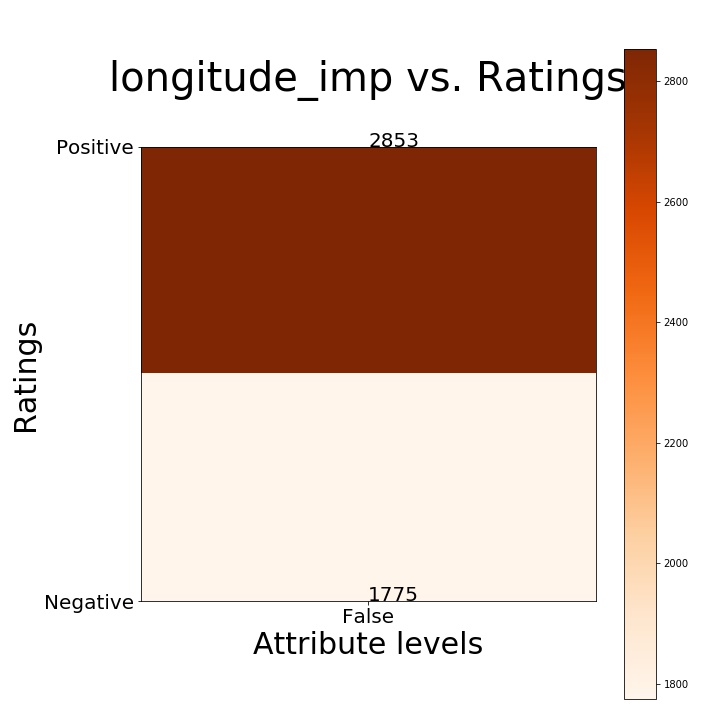 longitude_imp vs. Ratings
2853
Positive
Ratings
1775
Negative
False
Attribute levels
2800
2600
2400
2200
2000
1800